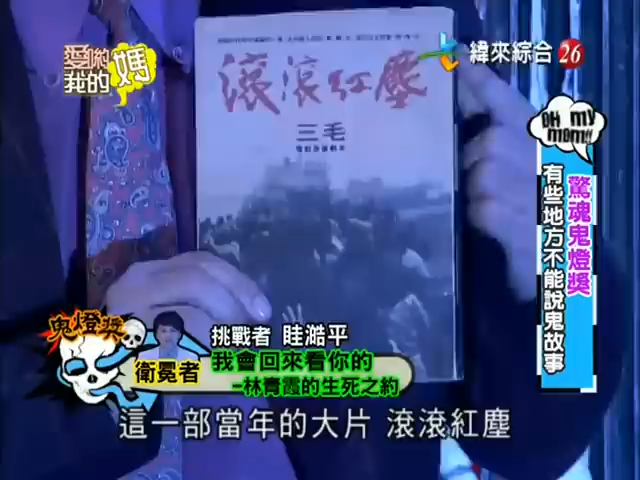 愛喲我的媽
滾滾紅塵
三毛
緯來綜合 26
OH my mom!!
驚魂鬼燈獎
有些地方不能說鬼故事
鬼燈獎
衛冕者
挑戰者 眭澔平
我會回來看你的
-林青霞的生死之約
這一部當年的大片 滾滾紅塵